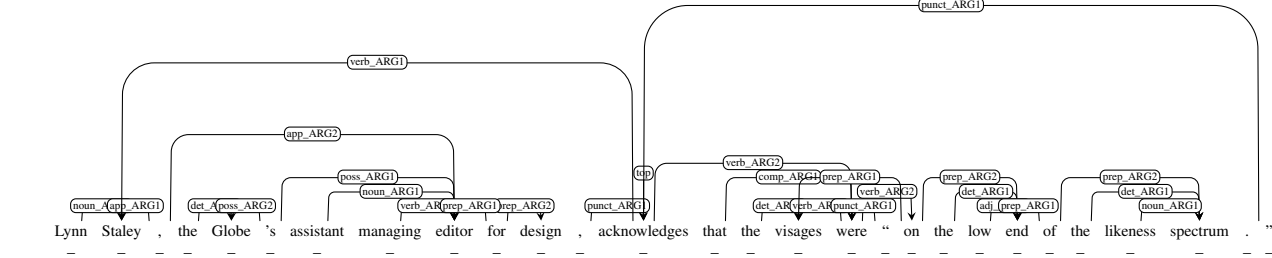 punct_ARG1
verb_ARG1
app_ARG2
verb_ARG2
top
poss_ARG1 comp_ARG1 prep_ARG1 prep_ARG2 prep_ARG2
noun_ARG1 verb_ARG2 det_ARG1 det_ARG1
app_ARG1 poss_ARG2 prep_ARG1 punct_ARG1 punct_ARG1 prep_ARG1 noun_ARG1
Lynn Staley , the Globe 's assistant managing editor for design , acknowledges that the visages were “ on the low end of the likeness spectrum . ”